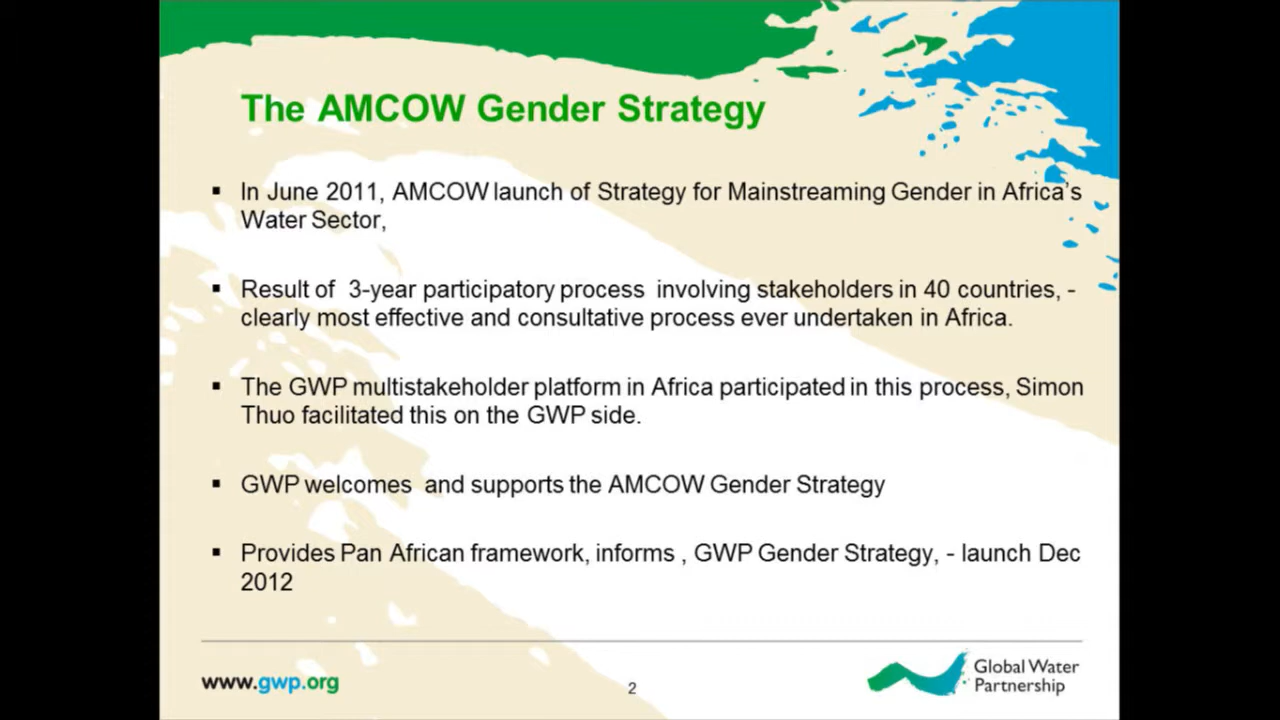 The AMCOW Gender Strategy
▪ In June 2011, AMCOW launch of Strategy for Mainstreaming Gender in Africa's
Water Sector,
▪ Result of 3-year participatory process involving stakeholders in 40 countries, -
clearly most effective and consultative process ever undertaken in Africa.
▪ The GWP multistakeholder platform in Africa participated in this process, Simon
Thuo facilitated this on the GWP side.
▪ GWP welcomes and supports the AMCOW Gender Strategy
▪ Provides Pan African framework, informs , GWP Gender Strategy, - launch Dec
2012
www.gwp.org
2
Global Water
Partnership